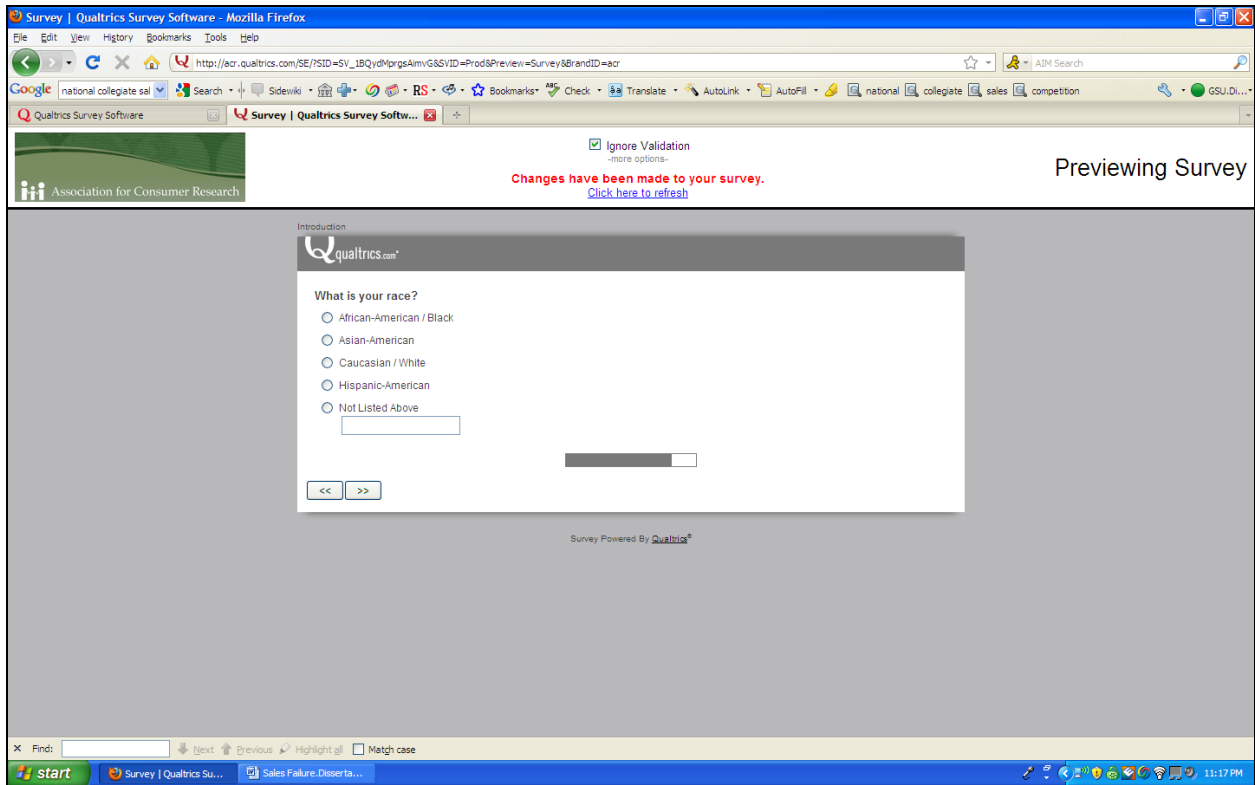 Survey | Qualtrics Survey Software - Mozilla Firefox
File Edit View History Bookmarks Tools Help
http://acr.qualtrics.com/SE/?SID=SV_1BQydMprgsAimvG&SVID=Prod&Preview=Survey&BrandID=acr AIM Search
Google national collegiate sal Search Sidewiki RS Bookmarks Check Translate AutoLink AutoFill national collegiate sales competition GSU.Di...
Qualtrics Survey Software Survey | Qualtrics Survey Softw...
Ignore Validation
-more options-
Changes have been made to your survey.
Click here to refresh
Previewing Survey
Association for Consumer Research
Introduction
qualtrics.com
What is your race?
African-American / Black
Asian-American
Caucasian / White
Hispanic-American
Not Listed Above
<< >>
Survey Powered By Qualtrics®
× Find: Next Previous Highlight all Match case
start Survey | Qualtrics Su... Sales Failure.Disserta... 11:17 PM